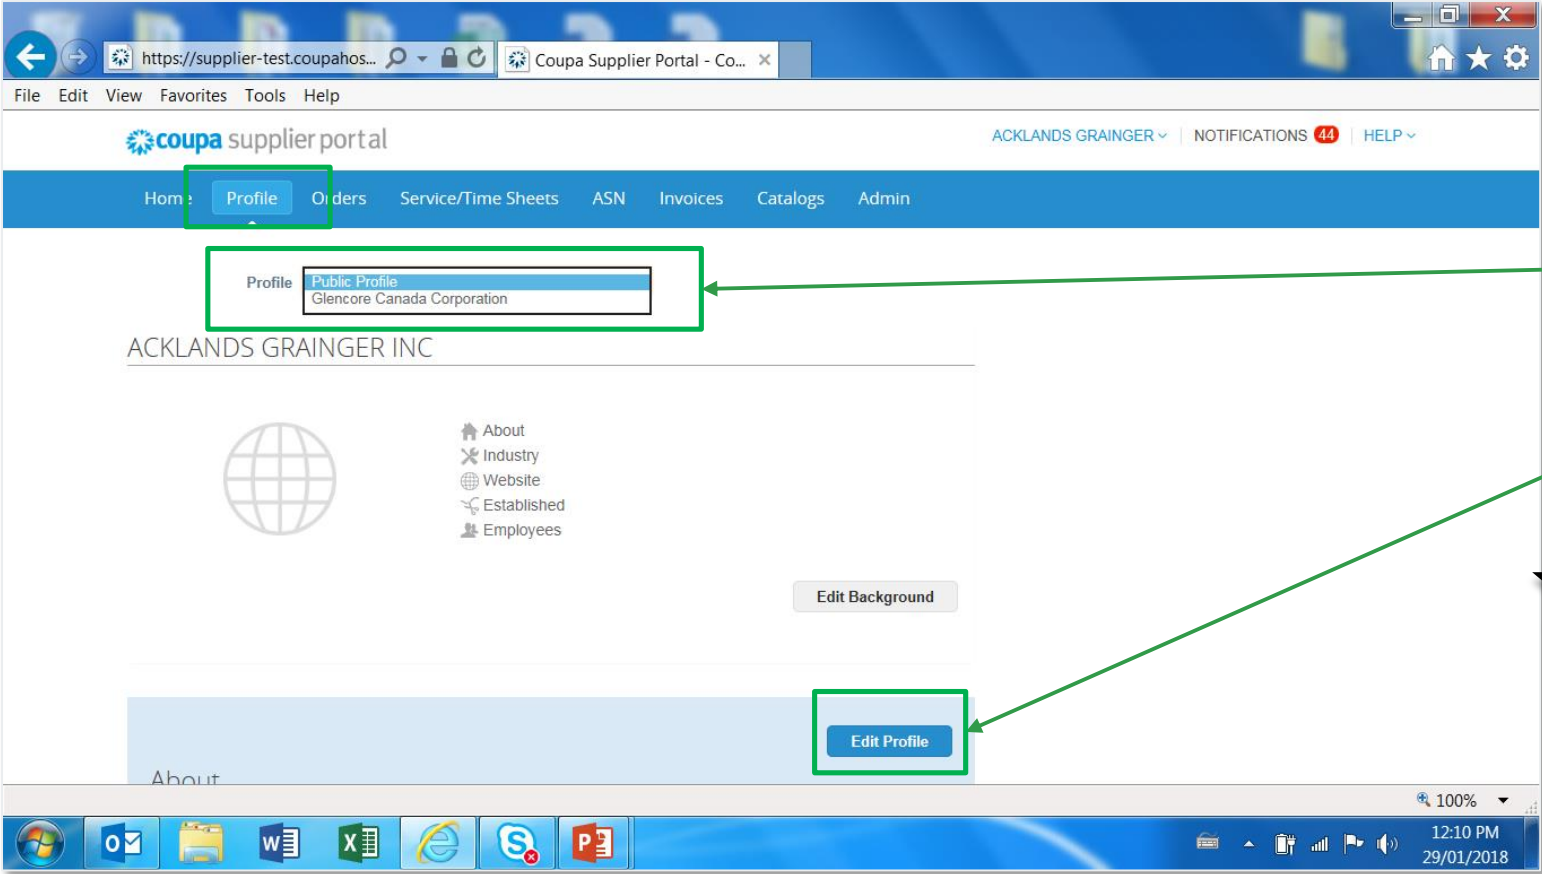 https://supplier-test.coupahos...
Coupa Supplier Portal - Co...
File Edit View Favorites Tools Help
coupa supplier portal
ACKLANDS GRAINGER NOTIFICATIONS 44 HELP
Home Profile Orders Service/Time Sheets ASN Invoices Catalogs Admin
Profile Public Profile
Glencore Canada Corporation
ACKLANDS GRAINGER INC
About
Industry
Website
Established
Employees
Edit Background
Edit Profile
About
100%
12:10 PM
29/01/2018